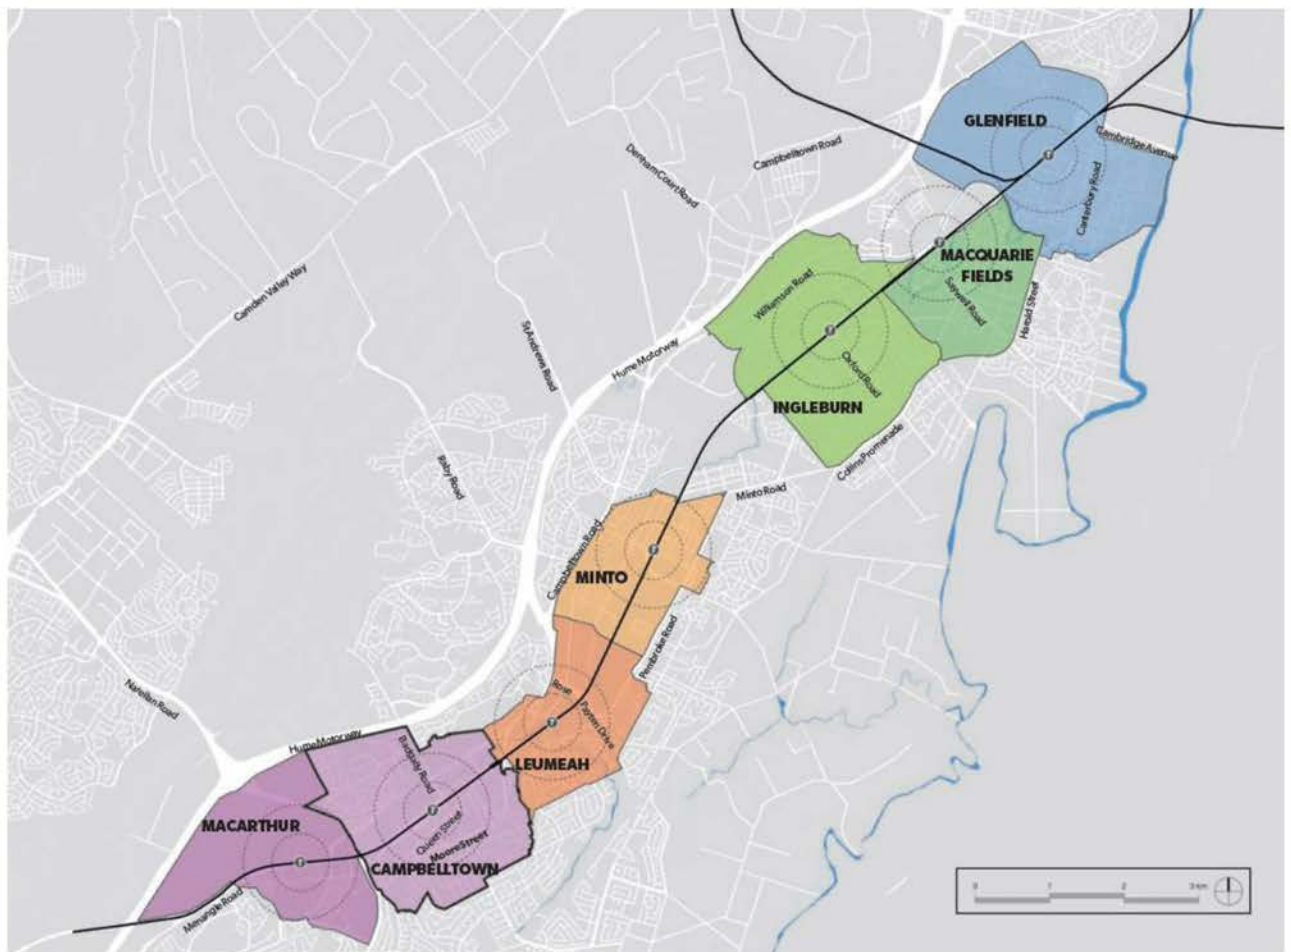 GLENFIELD
Cambridge Avenue
Campbelltown Road
Denham Court Road
Canterbury Road
MACQUARIE
FIELDS
Saywell Road
Harold Street
Camden Valley Way
Wilkinson Road
St Andrews Road
Hume Motorway
Oxford Road
INGLEBURN
Collins Promenade
Raby Road
Minto Road
Campbelltown Road
MINTO
Pembroke Road
Narellan Road
Rose
Payten Drive
Hume Motorway
Badgally Road
LEUMEAH
MACARTHUR
Queen Street
Moore Street
CAMPBELLTOWN
Menangle Road
0 1 2 3 km